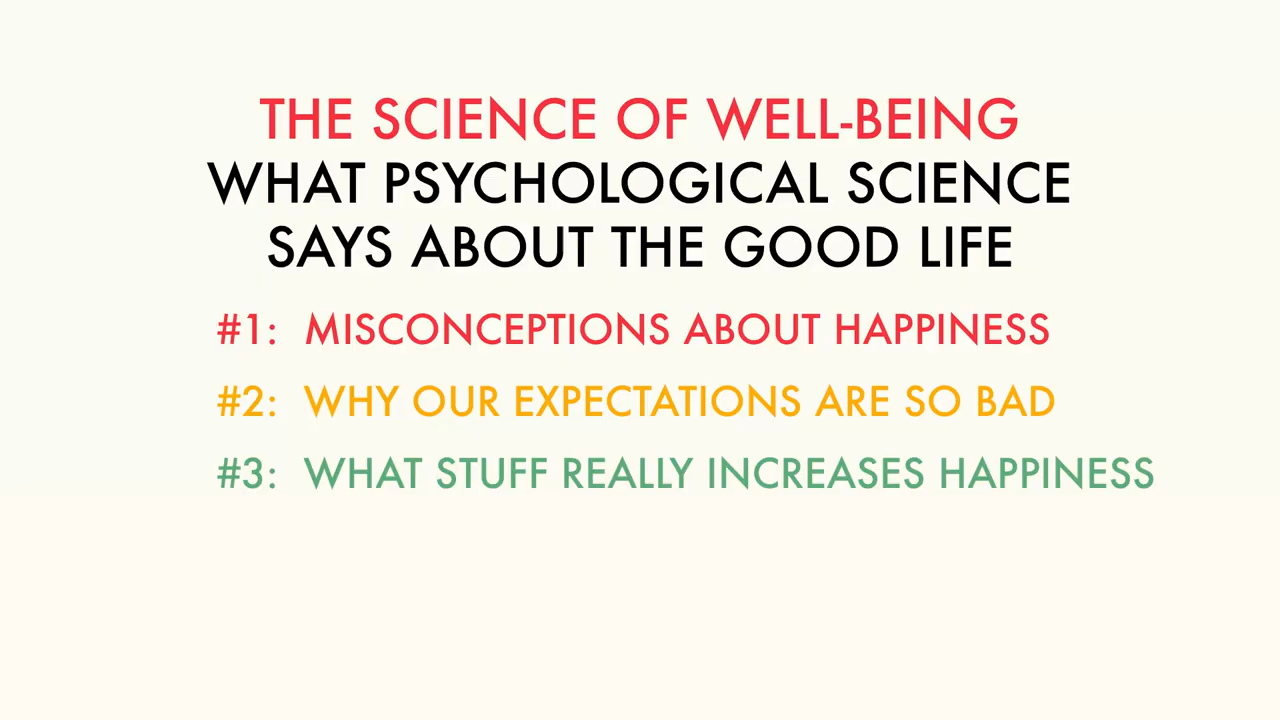 THE SCIENCE OF WELL-BEING
WHAT PSYCHOLOGICAL SCIENCE
SAYS ABOUT THE GOOD LIFE
#1: MISCONCEPTIONS ABOUT HAPPINESS
#2: WHY OUR EXPECTATIONS ARE SO BAD
#3: WHAT STUFF REALLY INCREASES HAPPINESS